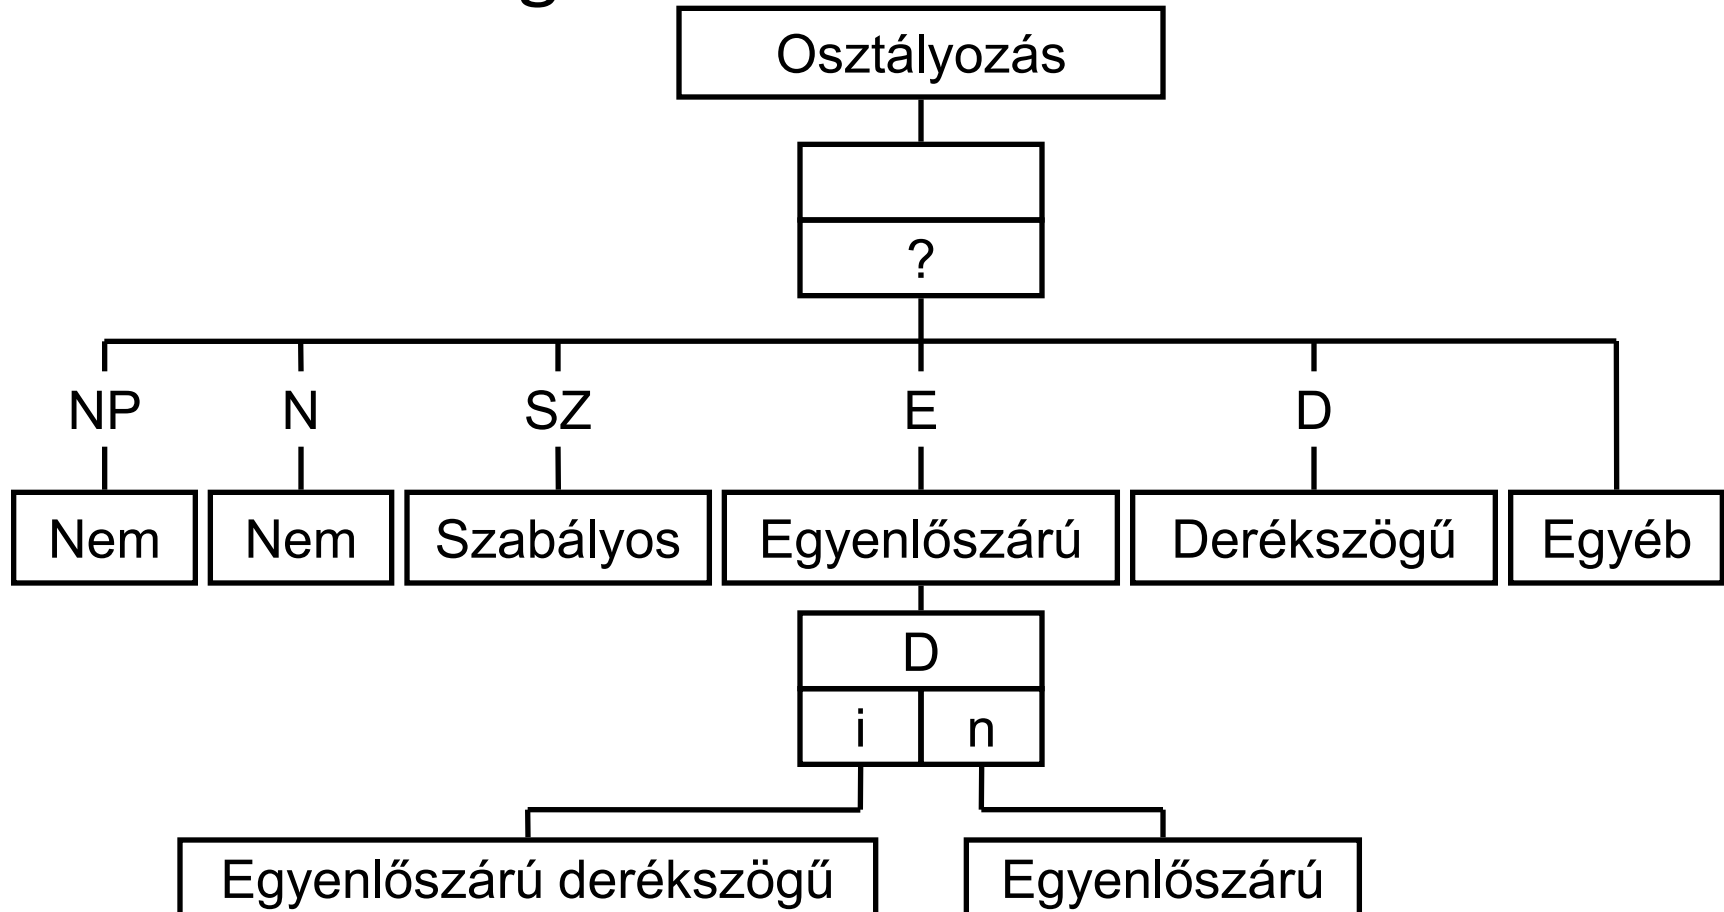 Osztályozás
?
NP N SZ E D
Nem Nem Szabályos Egyenlőszárú Derékszögű Egyéb
D
i n
Egyenlőszárú derékszögű Egyenlőszárú